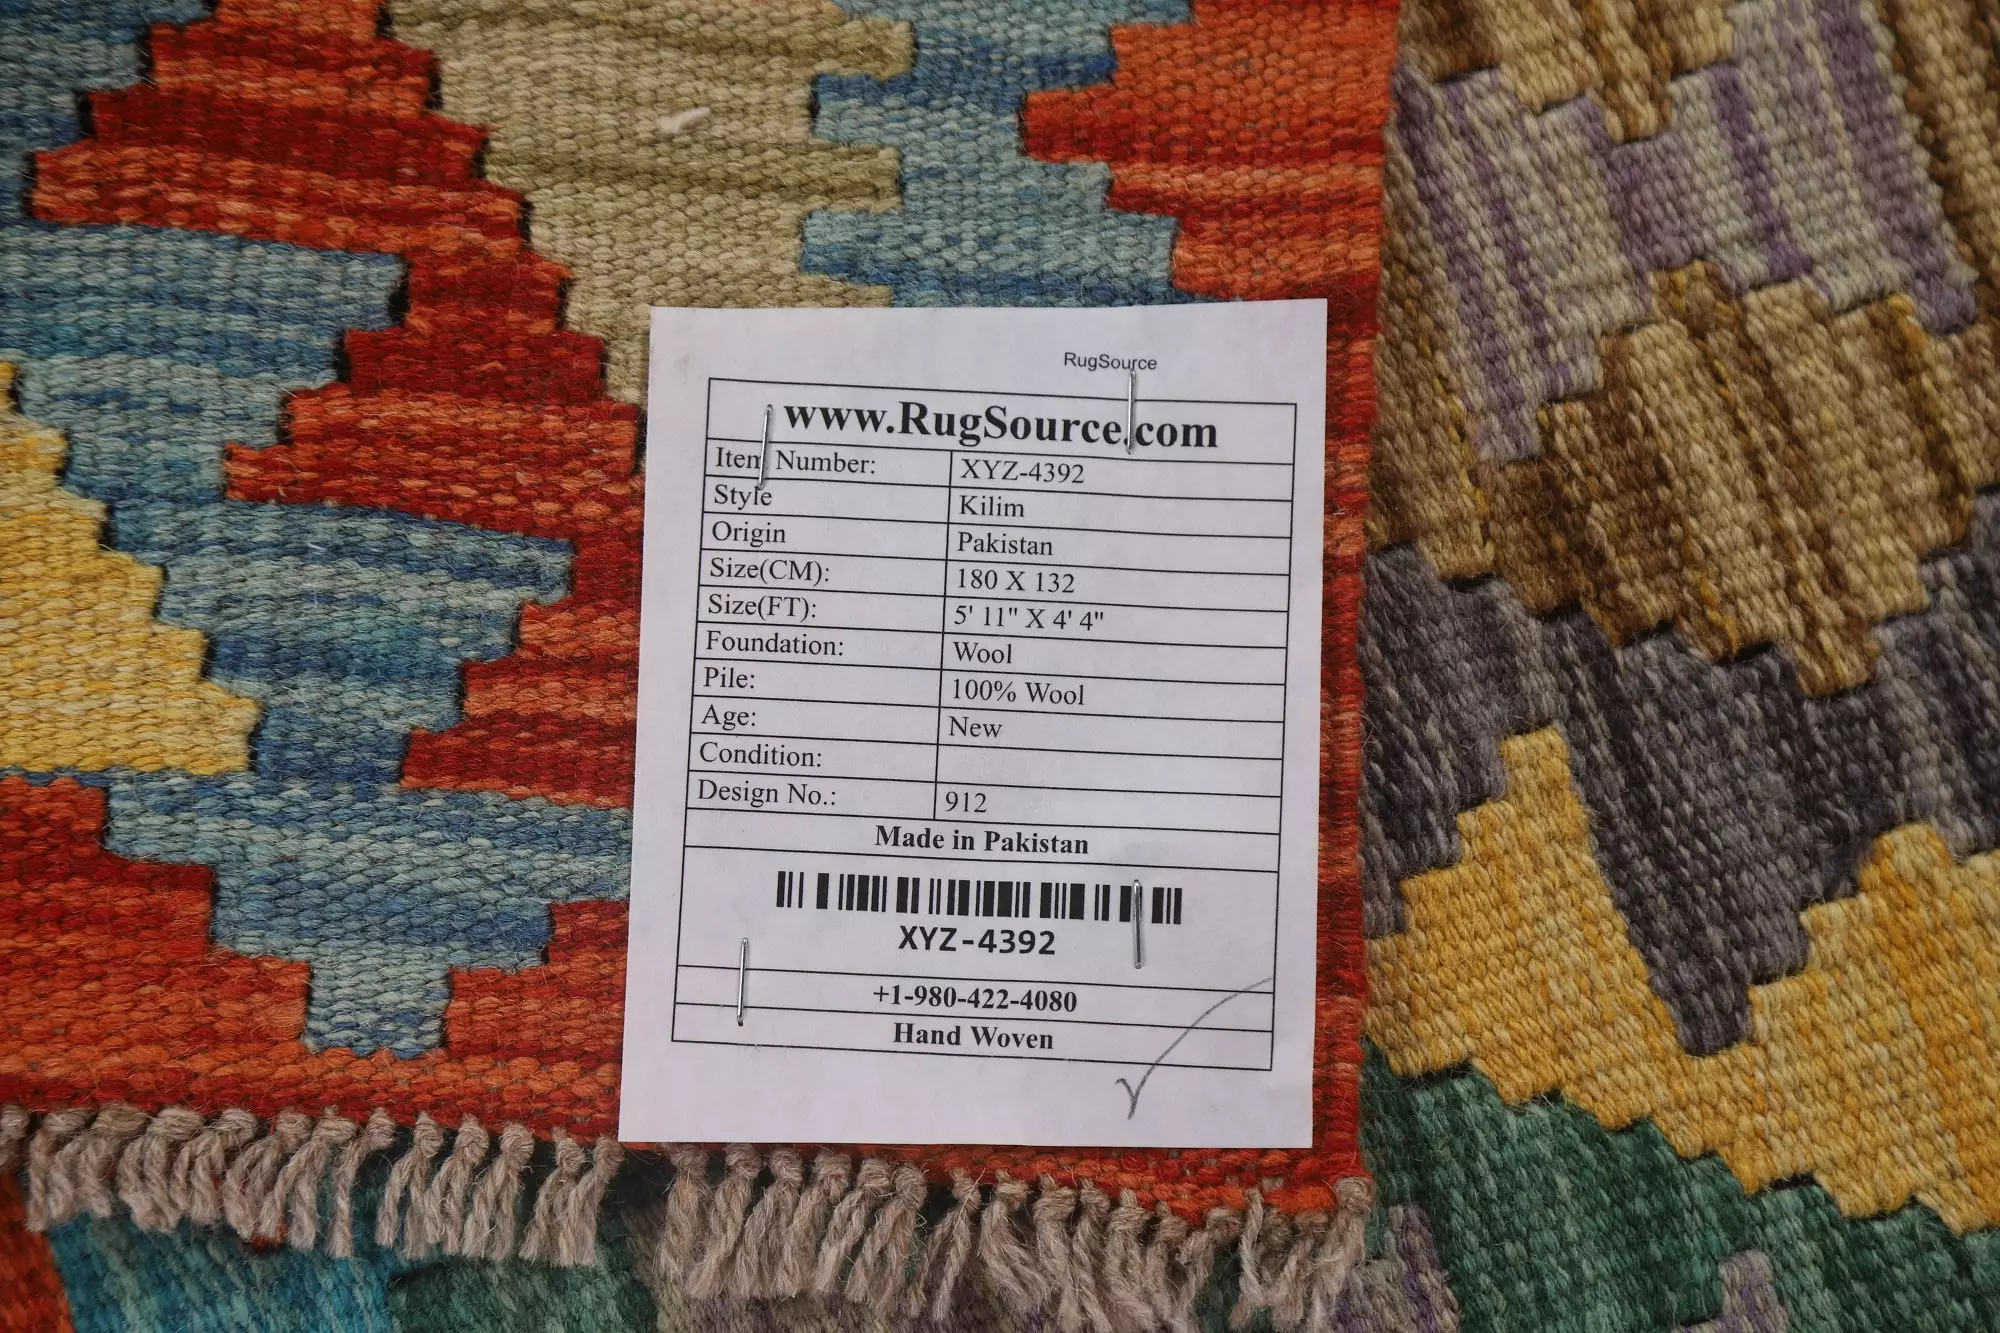 RugSource
www.RugSource.com
Item Number: XYZ-4392
Style Kilim
Origin Pakistan
Size(CM): 180 X 132
Size(FT): 5' 11" X 4' 4"
Foundation: Wool
Pile: 100% Wool
Age: New
Condition:
Design No.: 912
Made in Pakistan
XYZ-4392
+1-980-422-4080
Hand Woven